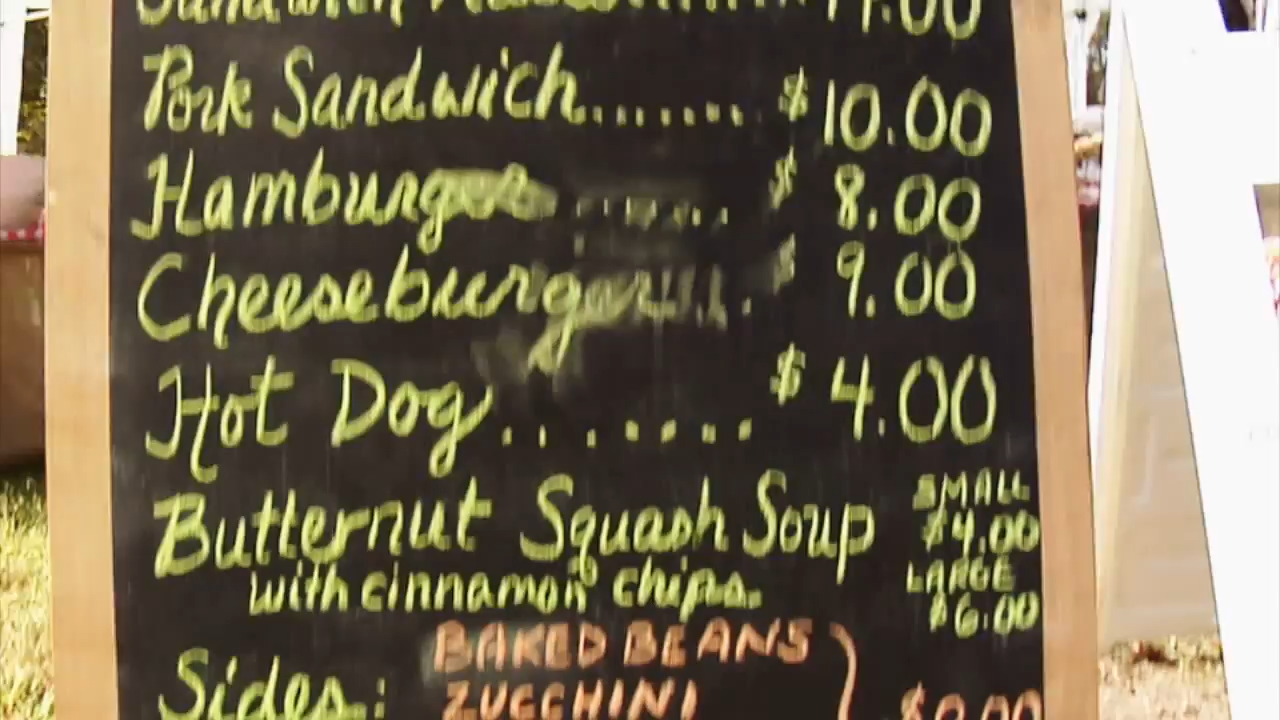 Sandwich
Pork Sandwich....... $10.00
Hamburger ....... $ 8.00
Cheeseburger . $ 9.00
Hot Dog........ $ 4.00
Butternut Squash Soup SMALL $4.00
with cinnamon chips. LARGE $6.00
Sides: BAKED BEANS
ZUCCHINI